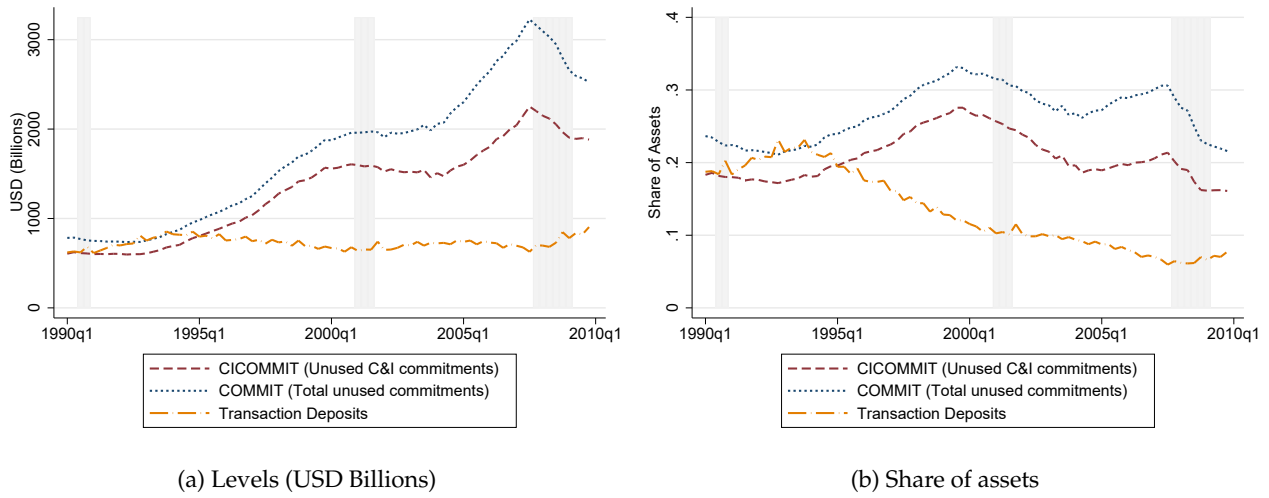 USD (Billions)
3000
2000
1000
0
1990q1 1995q1 2000q1 2005q1 2010q1
CICOMMIT (Unused C&I commitments)
COMMIT (Total unused commitments)
Transaction Deposits
(a) Levels (USD Billions)
Share of Assets
.4
.3
.2
.1
0
1990q1 1995q1 2000q1 2005q1 2010q1
CICOMMIT (Unused C&I commitments)
COMMIT (Total unused commitments)
Transaction Deposits
(b) Share of assets